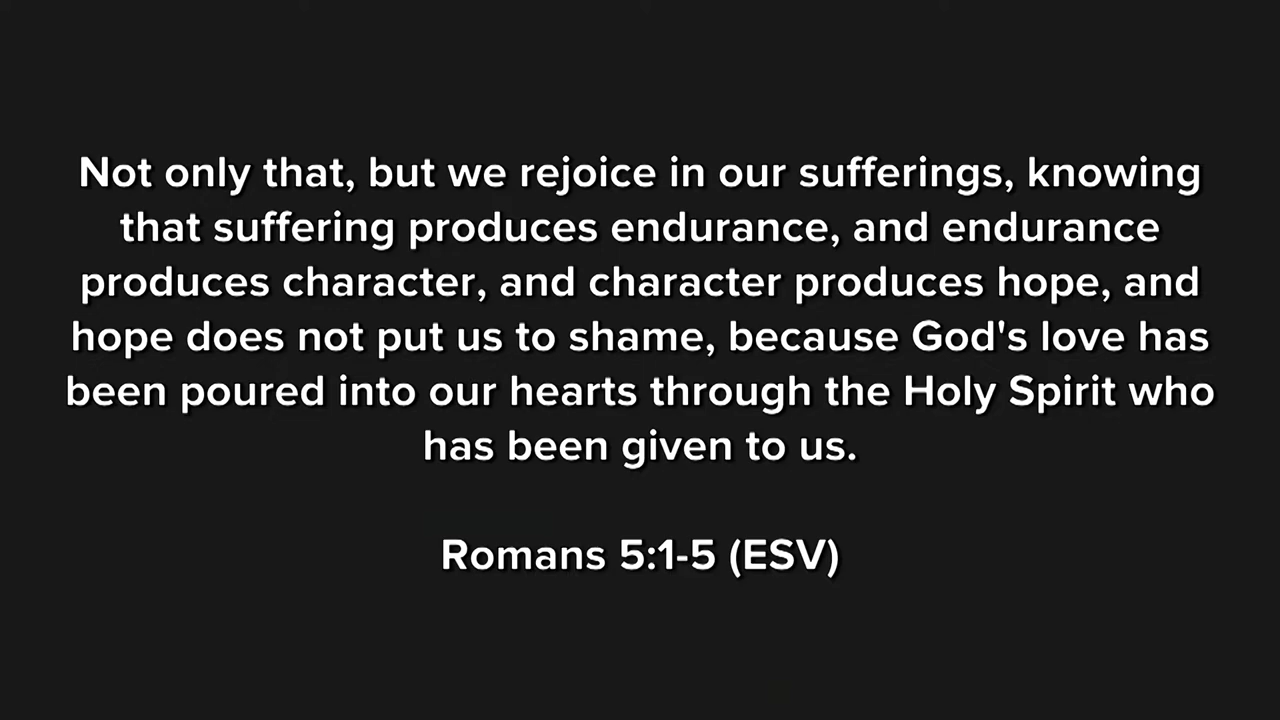 Not only that, but we rejoice in our sufferings, knowing
that suffering produces endurance, and endurance
produces character, and character produces hope, and
hope does not put us to shame, because God's love has
been poured into our hearts through the Holy Spirit who
has been given to us.
Romans 5:1-5 (ESV)